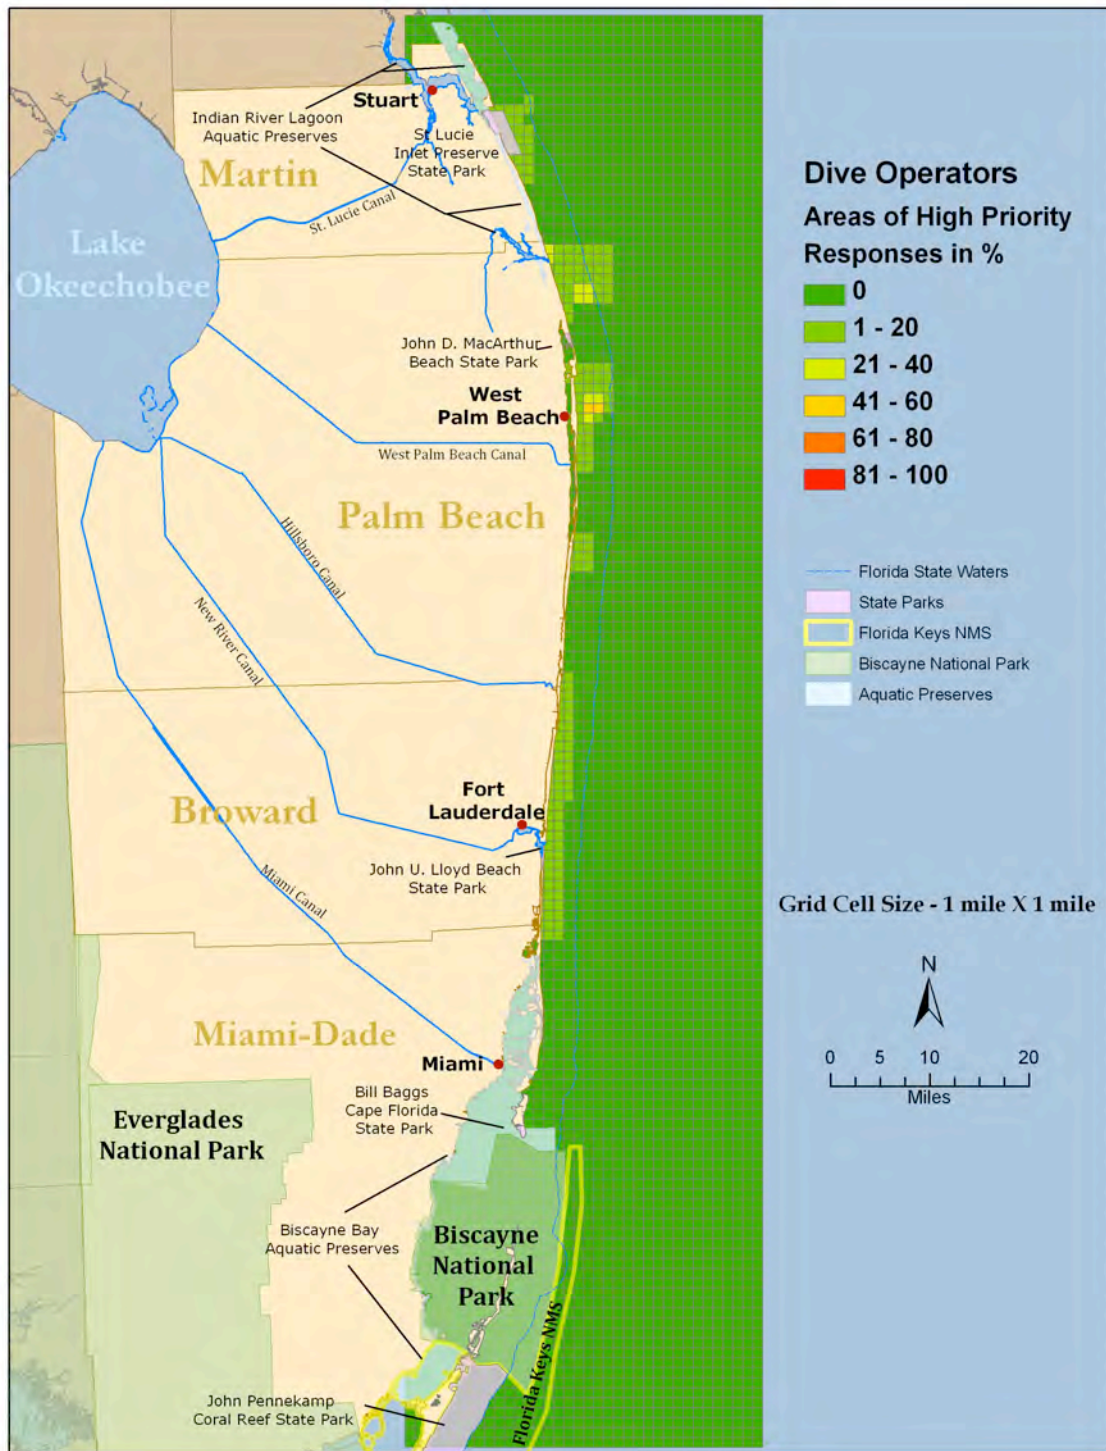 Stuart
Indian River Lagoon
Aquatic Preserves
St Lucie
Inlet Preserve
State Park
Martin
St. Lucie Canal
Lake
Okeechobee
John D. MacArthur
Beach State Park
West
Palm Beach
West Palm Beach Canal
Palm Beach
Hillsboro Canal
New River Canal
Fort
Lauderdale
Broward
John U. Lloyd Beach
State Park
Miami Canal
Miami-Dade
Miami
Bill Baggs
Cape Florida
State Park
Everglades
National Park
Biscayne Bay
Aquatic Preserves
Biscayne
National
Park
Florida Keys NMS
John Pennekamp
Coral Reef State Park
Dive Operators
Areas of High Priority
Responses in %
0
1 - 20
21 - 40
41 - 60
61 - 80
81 - 100
Florida State Waters
State Parks
Florida Keys NMS
Biscayne National Park
Aquatic Preserves
Grid Cell Size - 1 mile X 1 mile
N
0 5 10 20
Miles